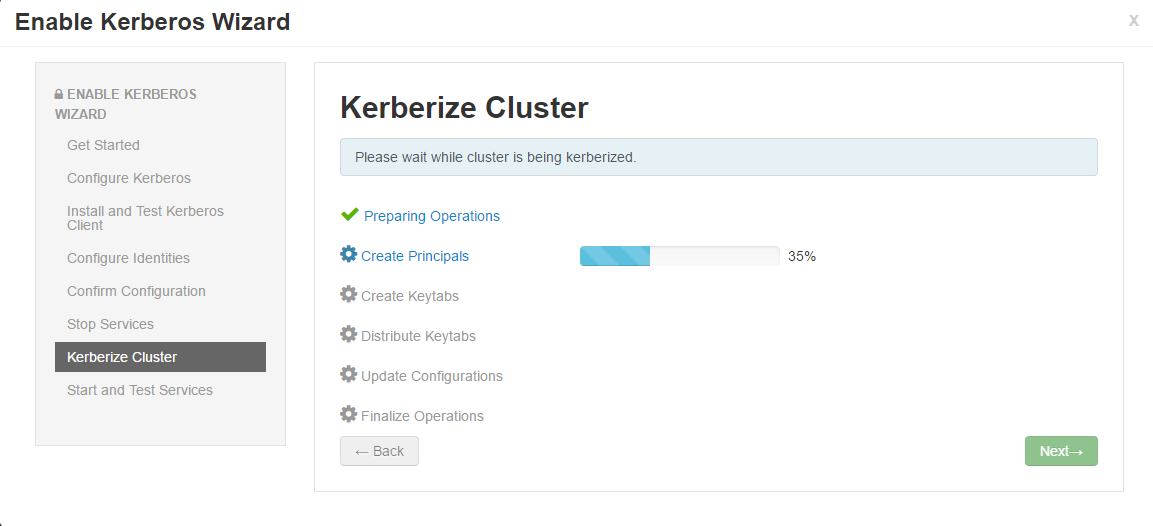 Enable Kerberos Wizard
x
ENABLE KERBEROS
WIZARD
Get Started
Configure Kerberos
Install and Test Kerberos
Client
Configure Identities
Confirm Configuration
Stop Services
Kerberize Cluster
Start and Test Services
Kerberize Cluster
Please wait while cluster is being kerberized.
Preparing Operations
Create Principals 35%
Create Keytabs
Distribute Keytabs
Update Configurations
Finalize Operations
← Back
Next→